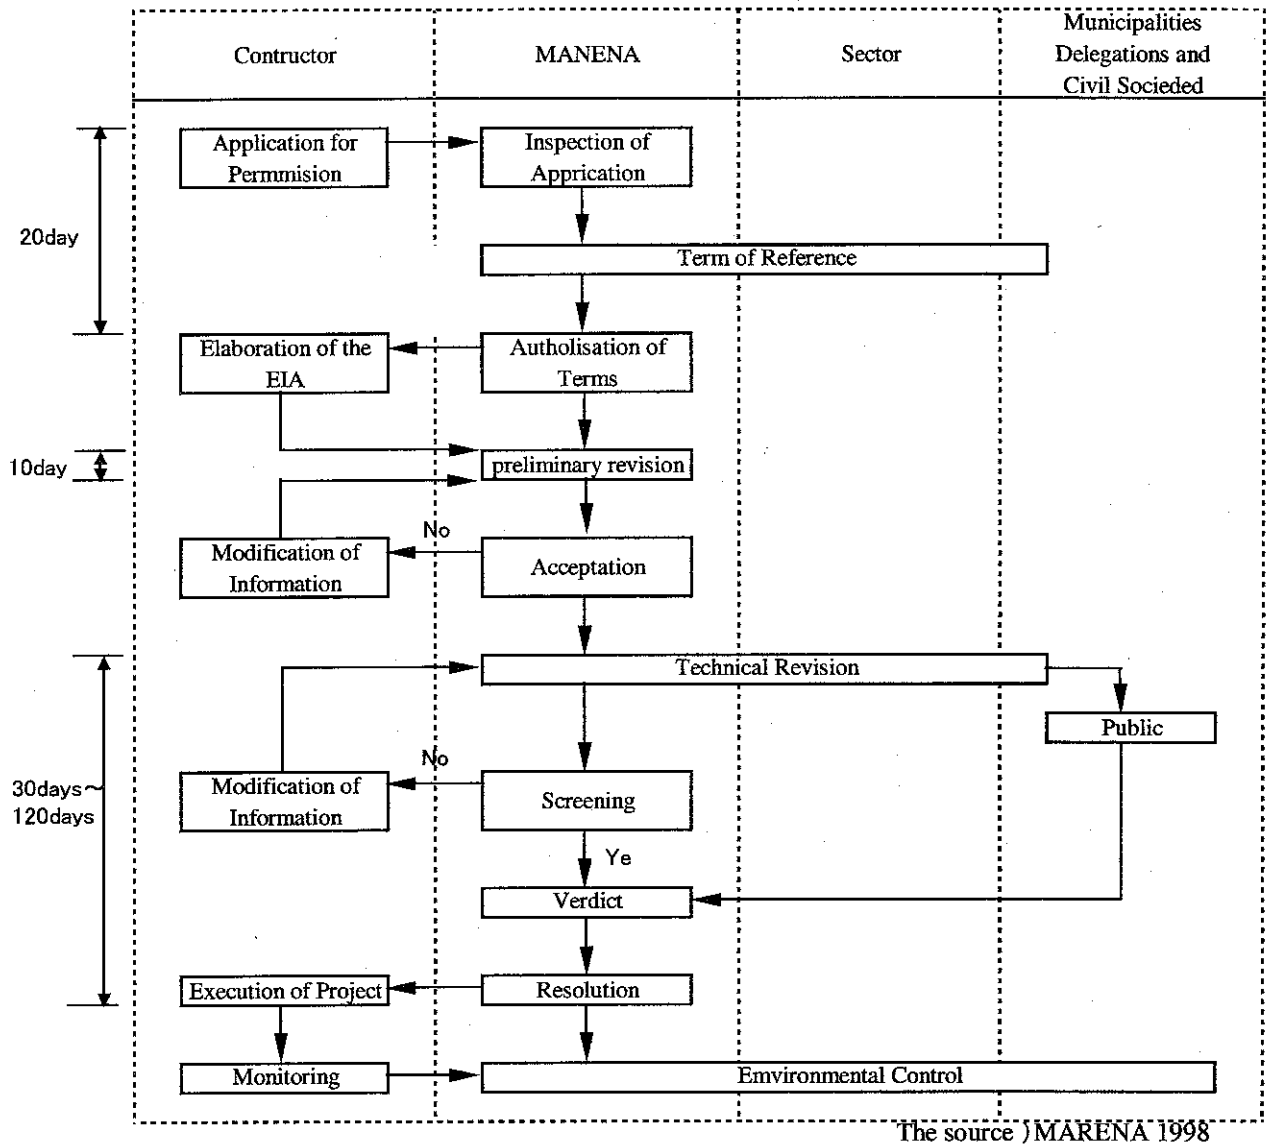 Contructor
MANENA
Sector
Municipalities
Delegations and
Civil Socieded
Application for
Permmision
Inspection of
Apprication
20day
Term of Reference
Elaboration of the
EIA
Autholisation of
Terms
10day
preliminary revision
No
Modification of
Information
Acceptation
Technical Revision
Public
No
30days~
120days
Modification of
Information
Screening
Ye
Verdict
Execution of Project
Resolution
Monitoring
Emvironmental Control
The source ) MARENA 1998